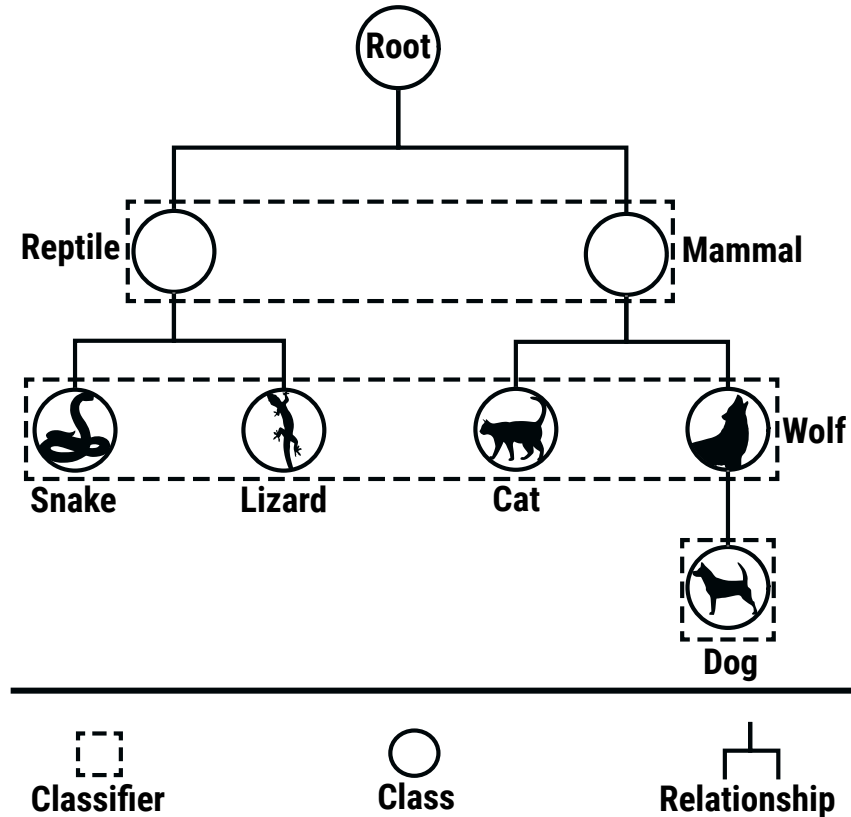 Root
Reptile
Mammal
Wolf
Snake
Lizard
Cat
Dog
Classifier
Class
Relationship